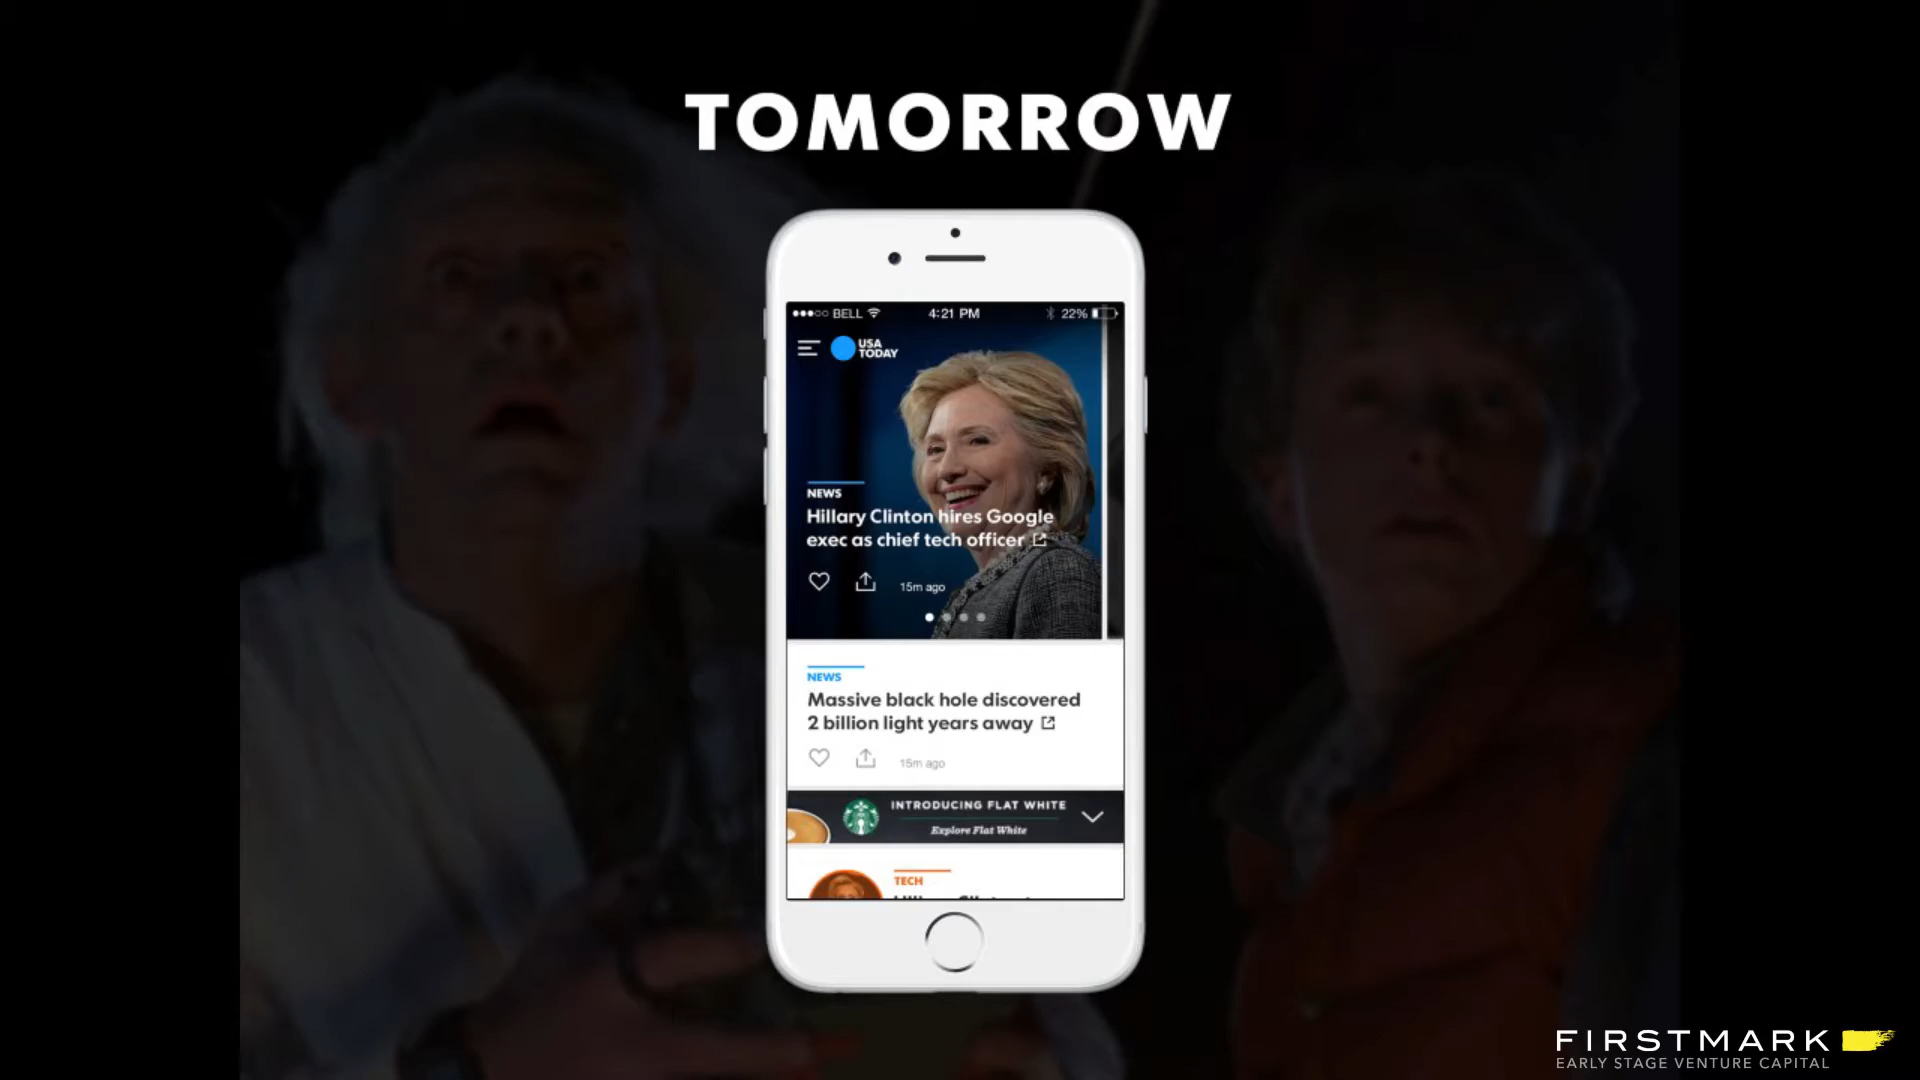 TOMORROW
BELL 4:21 PM 22%
USA
TODAY
NEWS
Hillary Clinton hires Google
exec as chief tech officer
15m ago
NEWS
Massive black hole discovered
2 billion light years away
15m ago
INTRODUCING FLAT WHITE
Explore Flat White
TECH
FIRSTMARK
EARLY STAGE VENTURE CAPITAL